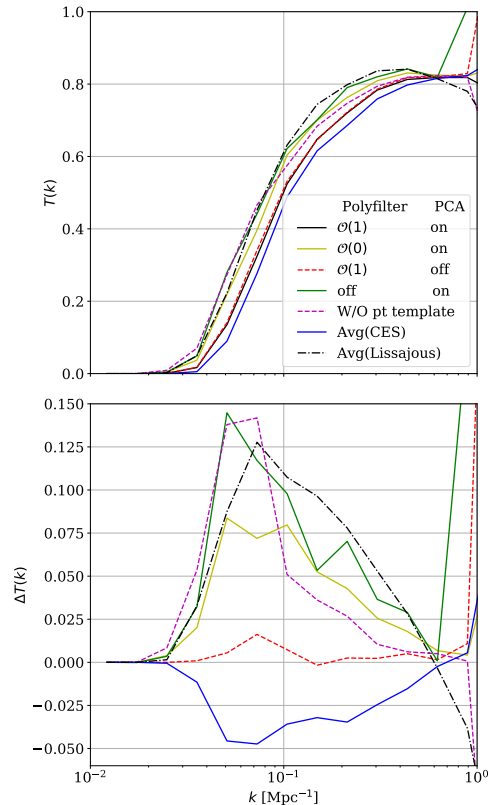 1.0
0.8
0.6
0.4
0.2
0.0
T(k)
Polyfilter PCA
𝒪(1) on
𝒪(0) on
𝒪(1) off
off on
W/O pt template
Avg(CES)
Avg(Lissajous)
0.150
0.125
0.100
0.075
0.050
0.025
0.000
−0.025
−0.050
ΔT(k)
10⁻² 10⁻¹ 10⁰
k [Mpc⁻¹]